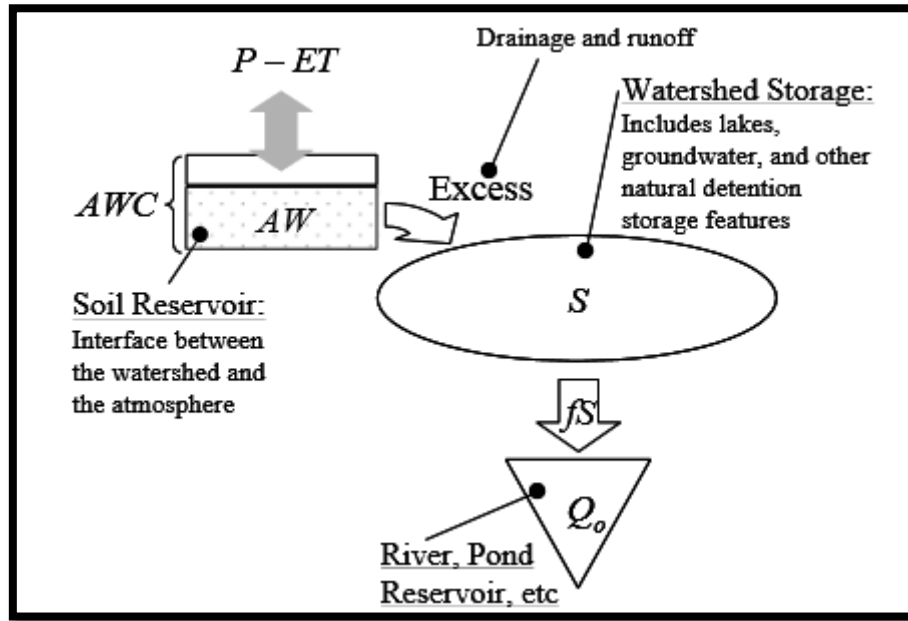 Drainage and runoff
P – ET
Watershed Storage:
Includes lakes,
groundwater, and other
natural detention
storage features
Excess
AWC
AW
Soil Reservoir:
Interface between
the watershed and
the atmosphere
S
fS
Qo
River, Pond
Reservoir, etc